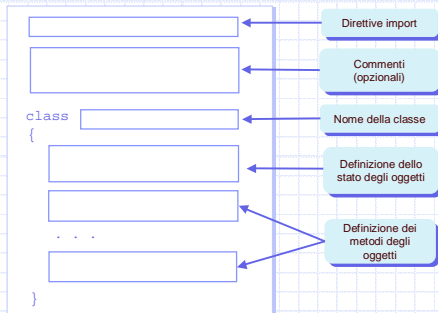 Direttive import
Commenti
(opzionali)
class
Nome della classe
{
Definizione dello
stato degli oggetti
. . .
Definizione dei
metodi degli
oggetti
}